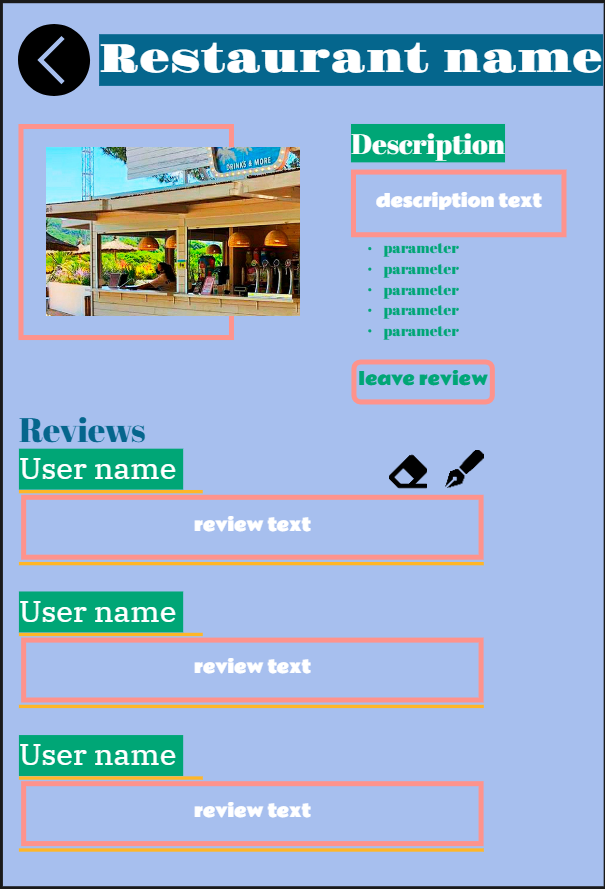 Restaurant name
DRINKS & MORE
Description
description text
• parameter
• parameter
• parameter
• parameter
• parameter
leave review
Reviews
User name
review text
User name
review text
User name
review text